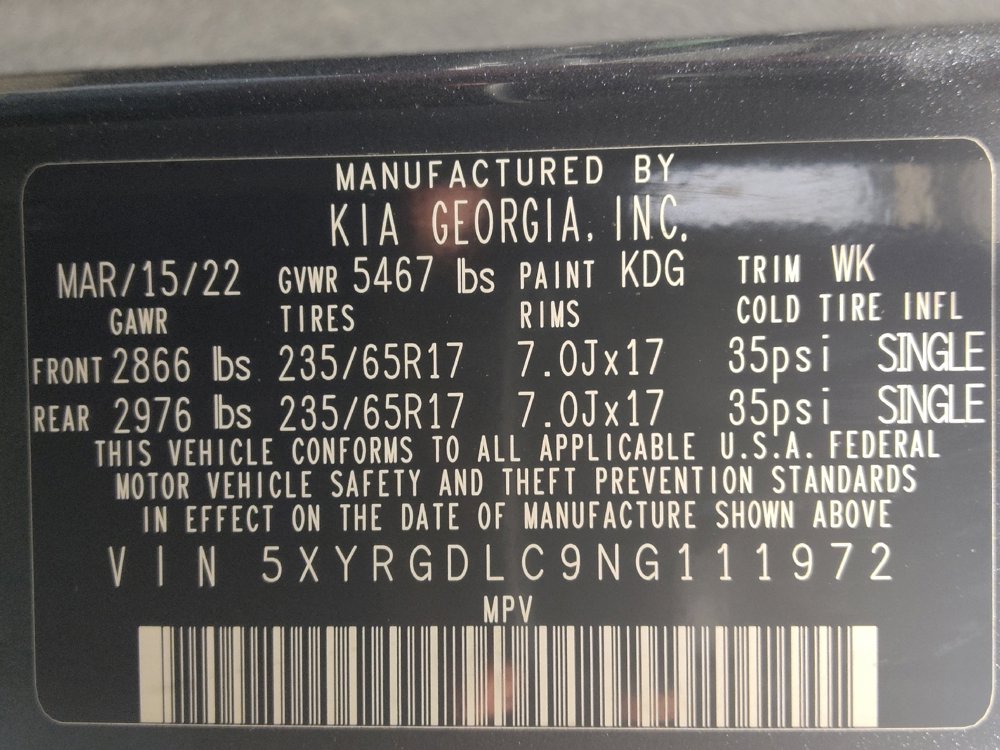 MANUFACTURED BY
KIA GEORGIA, INC.
MAR/15/22 GVWR 5467 lbs PAINT KDG TRIM WK
GAWR TIRES RIMS COLD TIRE INFL
FRONT 2866 lbs 235/65R17 7.0Jx17 35psi SINGLE
REAR 2976 lbs 235/65R17 7.0Jx17 35psi SINGLE
THIS VEHICLE CONFORMS TO ALL APPLICABLE U.S.A. FEDERAL
MOTOR VEHICLE SAFETY AND THEFT PREVENTION STANDARDS
IN EFFECT ON THE DATE OF MANUFACTURE SHOWN ABOVE
VIN 5XYRGDLC9NG111972
MPV